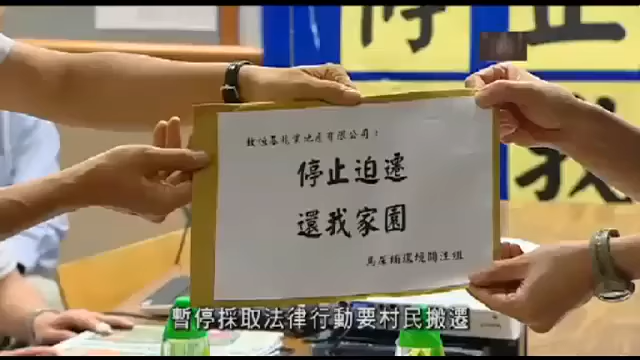 停止
我
致恒基兆業地產有限公司：
停止迫遷
還我家園
馬屎埔環境關注組
暫停採取法律行動要村民搬遷